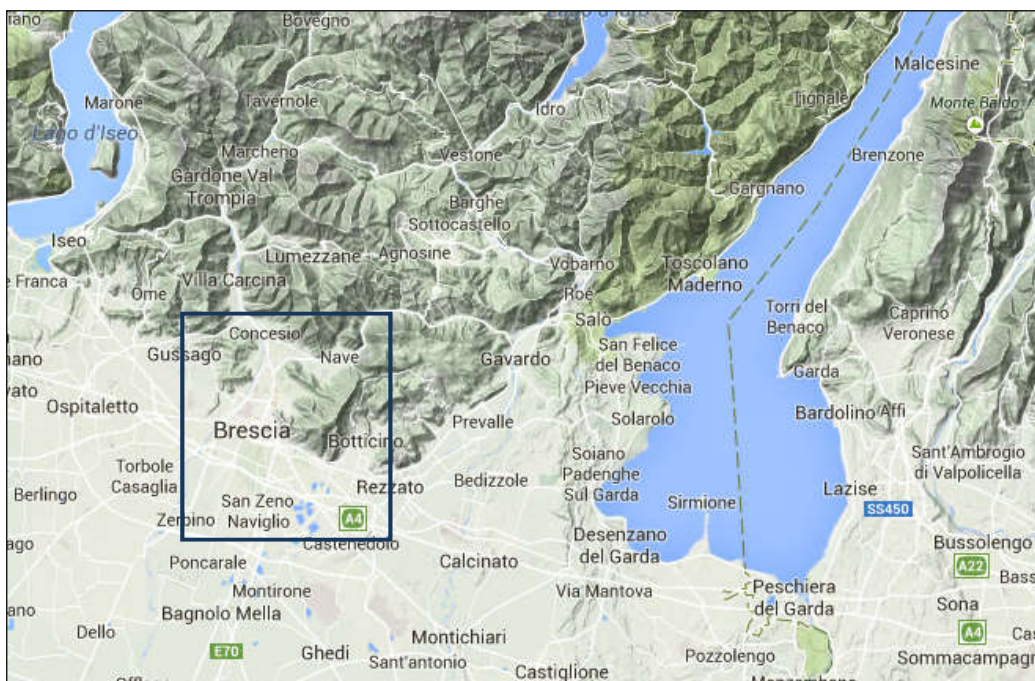 Bovegno
Malcesine
Marone
Tavernole
Idro
Tignale
Monte Baldo
Lago d'Iseo
Marcheno
Vestone
Brenzone
Gardone Val
Trompia
Gargnano
Barghe
Sottocastello
Iseo
Lumezzane
Agnosine
Vobarno
Toscolano
Maderno
Franca
Villa Carcina
Ome
Roé
Torri del
Benaco
Caprino
Veronese
Salò
Concesio
Gussago
Nave
Gavardo
San Felice
del Benaco
Pieve Vecchia
Garda
Ospitaletto
Solarolo
Bardolino
Affi
Brescia
Botticino
Prevalle
Soiano
Padenghe
Sul Garda
Sant'Ambrogio
di Valpolicella
Torbole
Casaglia
Rezzato
Bedizzole
Lazise
Berlingo
San Zeno
Naviglio
Sirmione
SS450
Zerbino
A4
Castenedolo
Desenzano
del Garda
Bussolengo
Poncarale
Calcinato
A22
Montirone
Via Mantova
Peschiera
del Garda
Bagnolo Mella
Sona
Dello
Montichiari
A4
E70
Ghedi
Sant'antonio
Pozzolengo
Sommacampagn
Castiglione